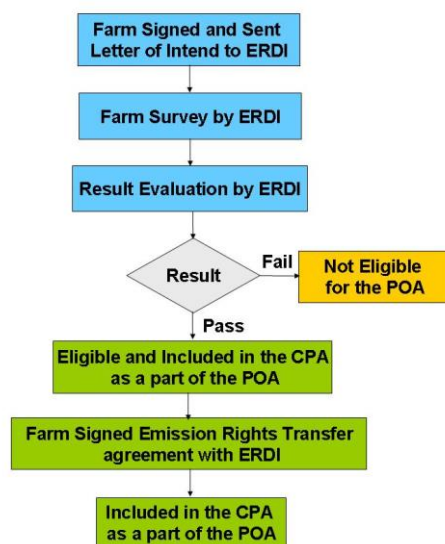 Farm Signed and Sent
Letter of Intend to ERDI
Farm Survey by ERDI
Result Evaluation by ERDI
Result
Fail
Not Eligible
for the POA
Pass
Eligible and Included in the CPA
as a part of the POA
Farm Signed Emission Rights Transfer
agreement with ERDI
Included in the CPA
as a part of the POA